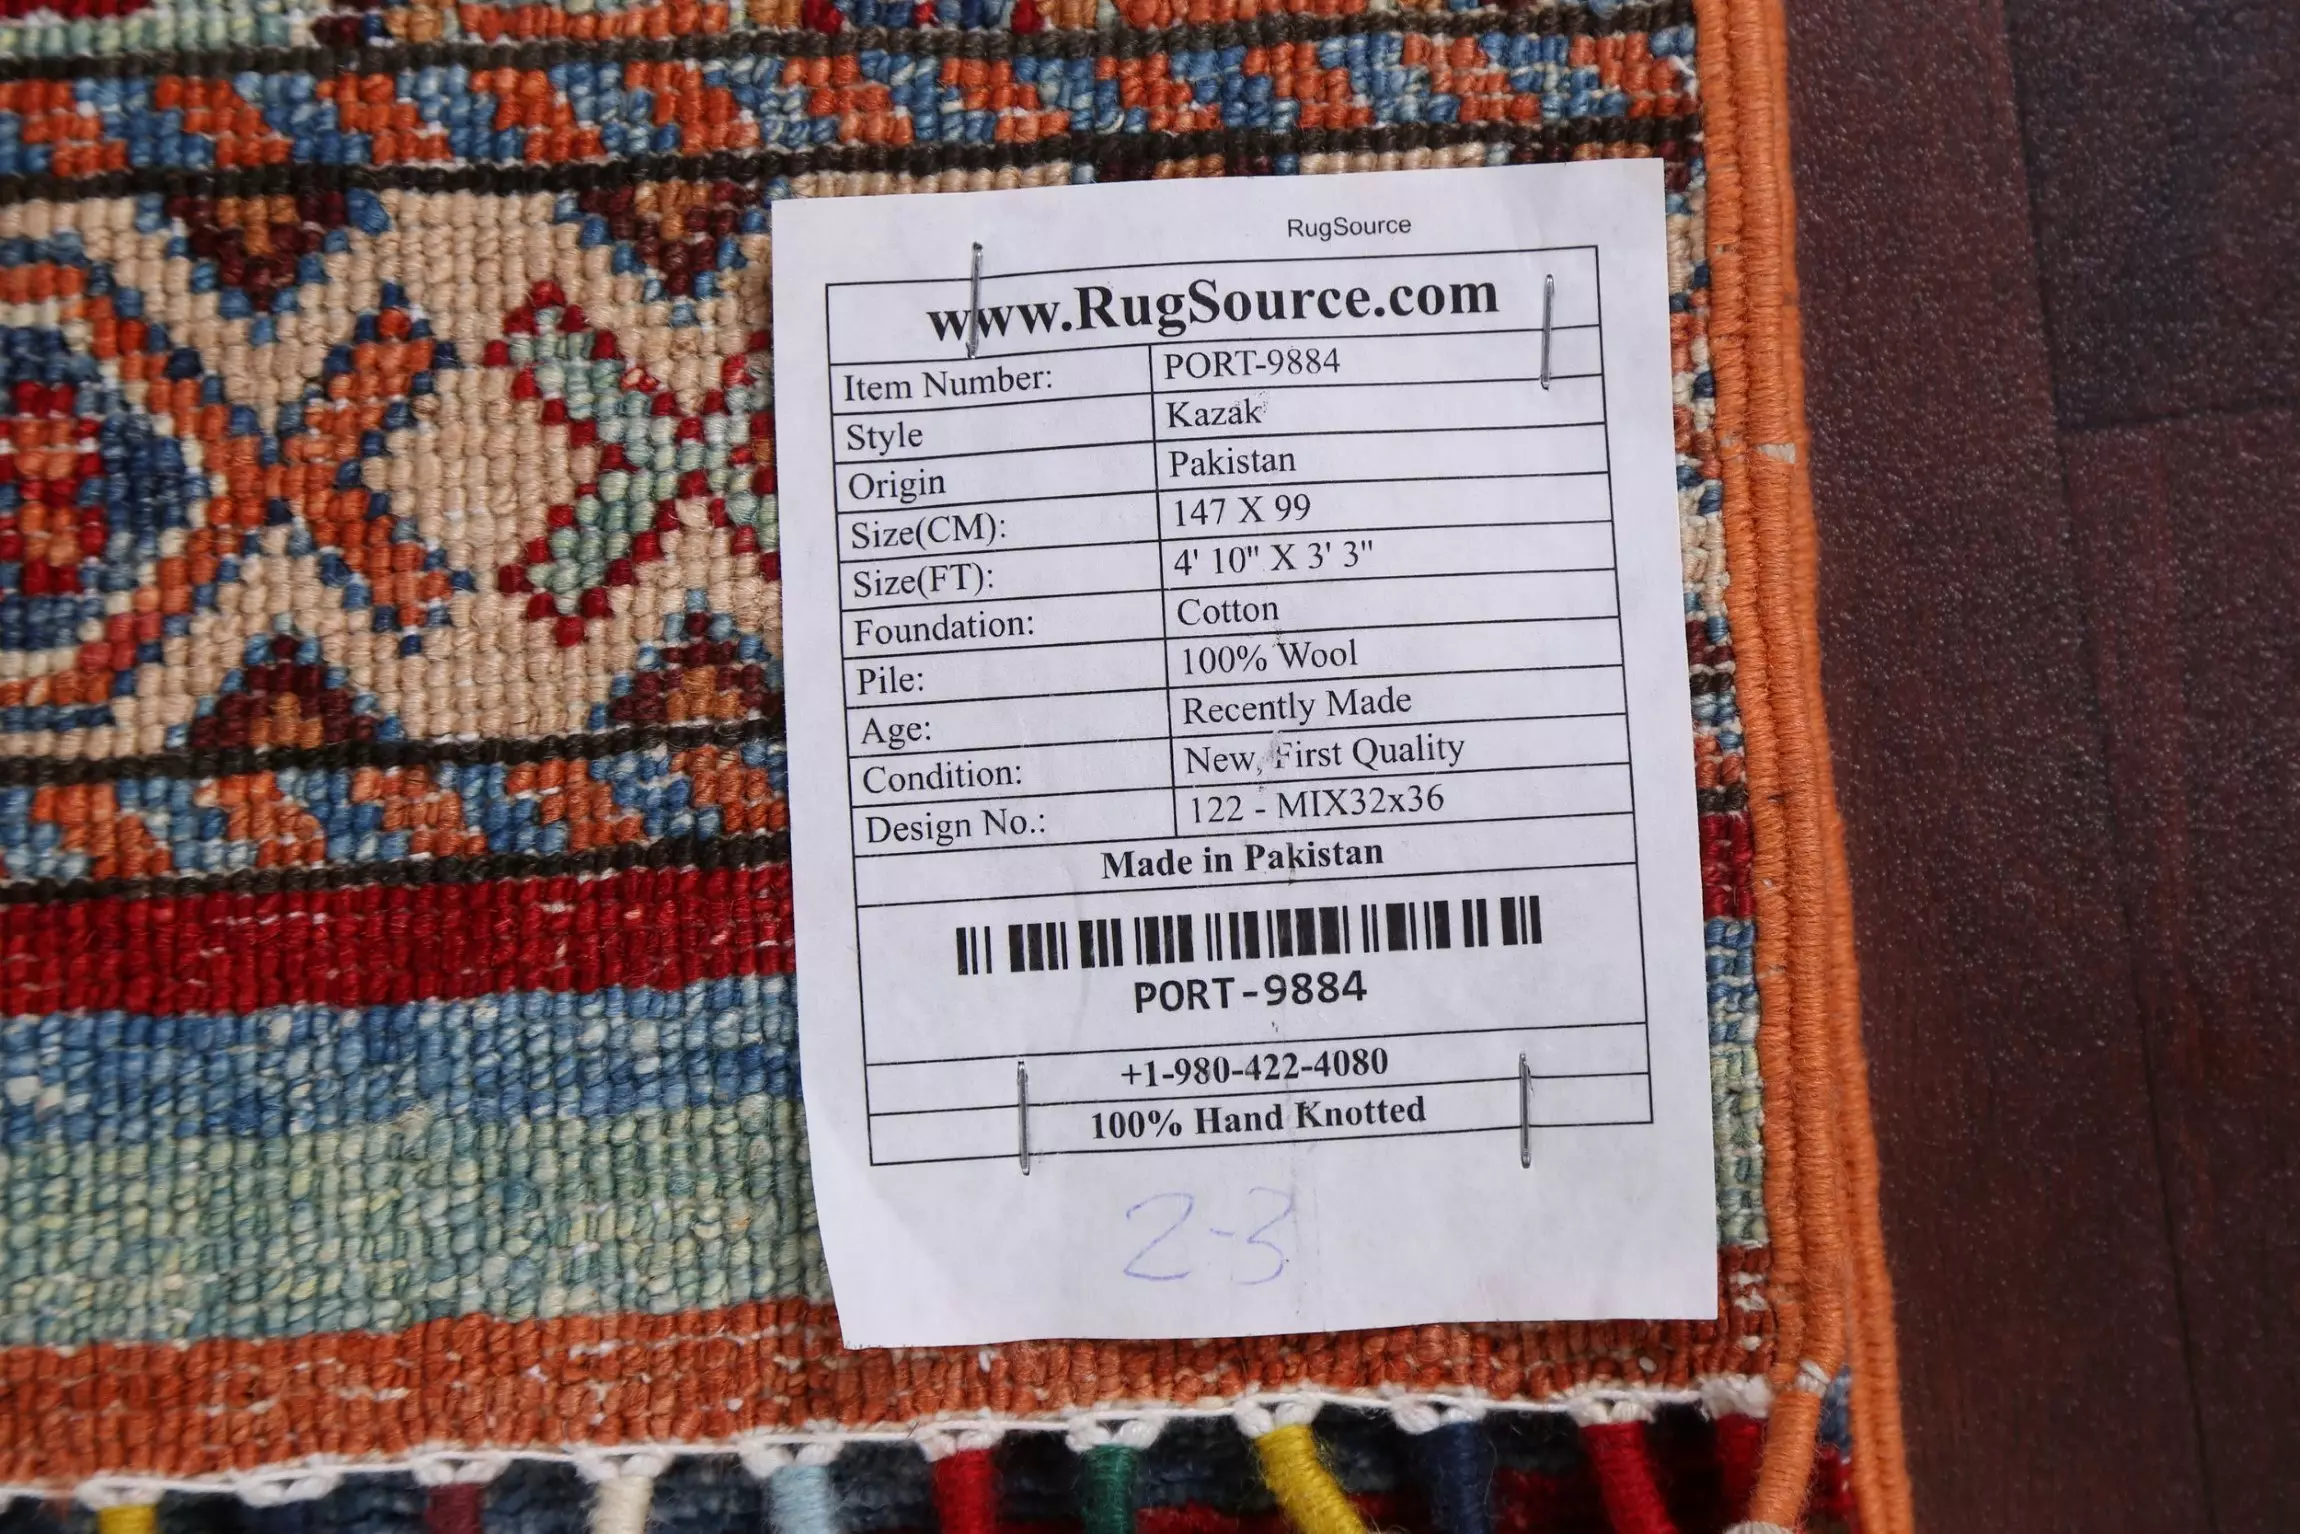 RugSource
www.RugSource.com
Item Number: PORT-9884
Style Kazak
Origin Pakistan
Size(CM): 147 X 99
Size(FT): 4' 10" X 3' 3"
Foundation: Cotton
Pile: 100% Wool
Age: Recently Made
Condition: New, First Quality
Design No.: 122 - MIX32x36
Made in Pakistan
PORT-9884
+1-980-422-4080
100% Hand Knotted
2-3